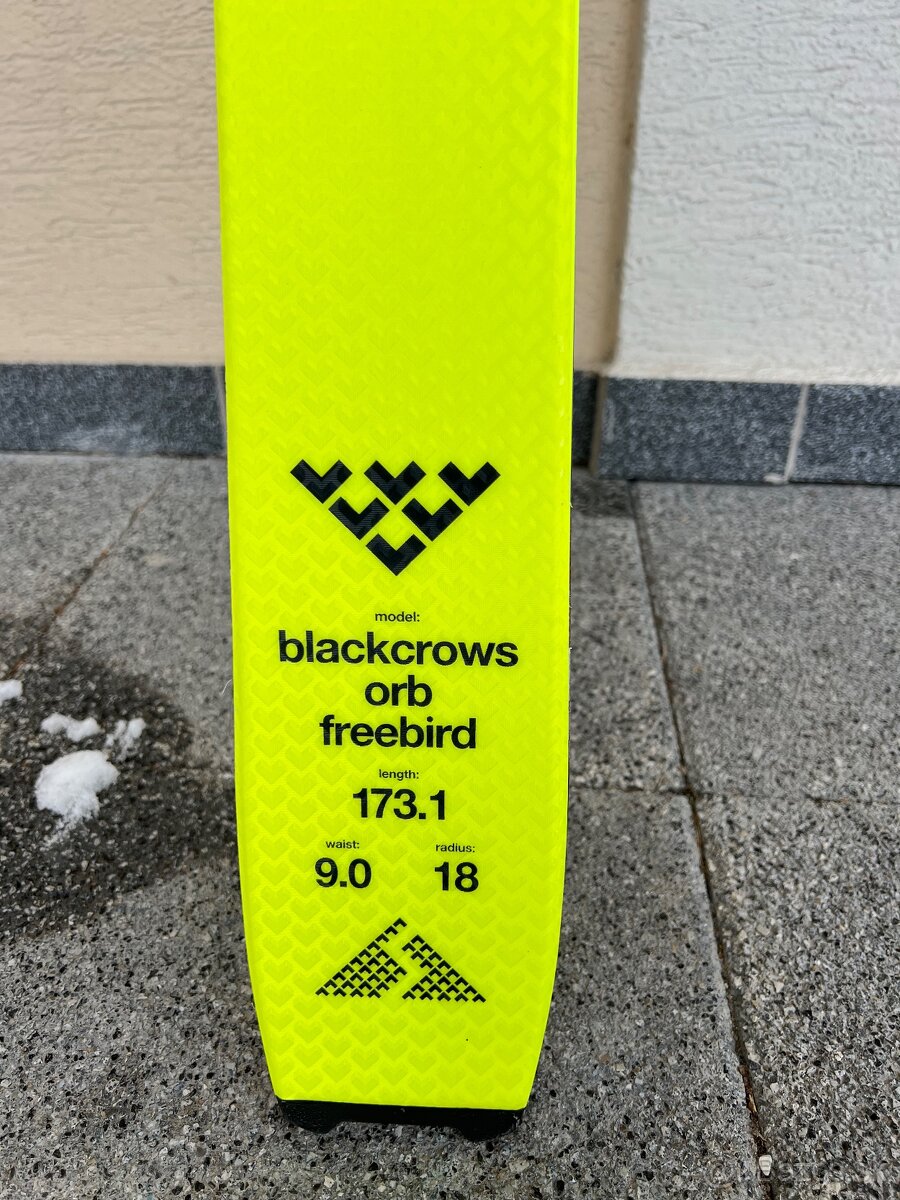 model:
blackcrows
orb
freebird
length:
173.1
waist: radius:
9.0 18